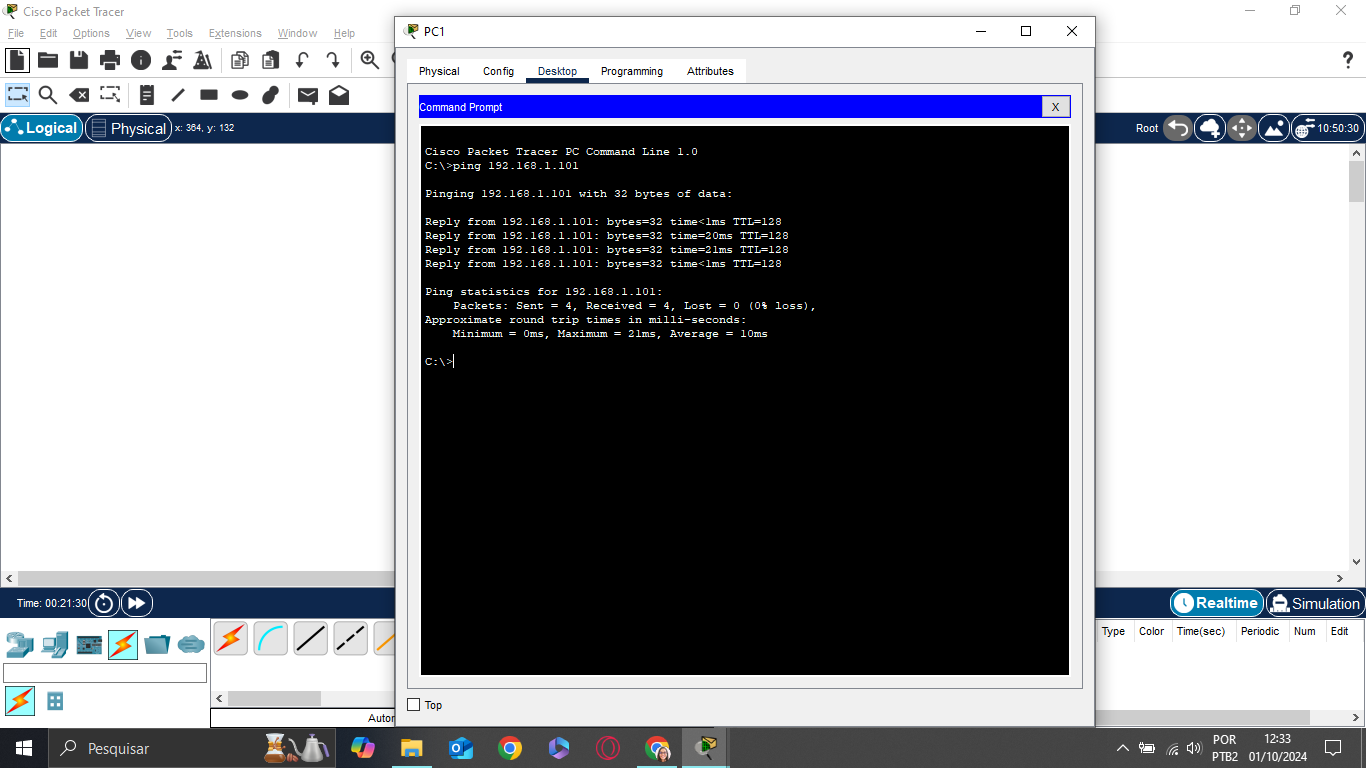 Cisco Packet Tracer
File Edit Options View Tools Extensions Window Help
Logical Physical x: 364, y: 132
Root 10:50:30
PC1
Physical Config Desktop Programming Attributes
Command Prompt X
Cisco Packet Tracer PC Command Line 1.0
C:\>ping 192.168.1.101
Pinging 192.168.1.101 with 32 bytes of data:
Reply from 192.168.1.101: bytes=32 time<1ms TTL=128
Reply from 192.168.1.101: bytes=32 time=20ms TTL=128
Reply from 192.168.1.101: bytes=32 time=21ms TTL=128
Reply from 192.168.1.101: bytes=32 time<1ms TTL=128
Ping statistics for 192.168.1.101:
Packets: Sent = 4, Received = 4, Lost = 0 (0% loss),
Approximate round trip times in milli-seconds:
Minimum = 0ms, Maximum = 21ms, Average = 10ms
C:\>
Top
Time: 00:21:30
Realtime Simulation
Type Color Time(sec) Periodic Num Edit
Autor
Pesquisar
POR
PTB2
12:33
01/10/2024